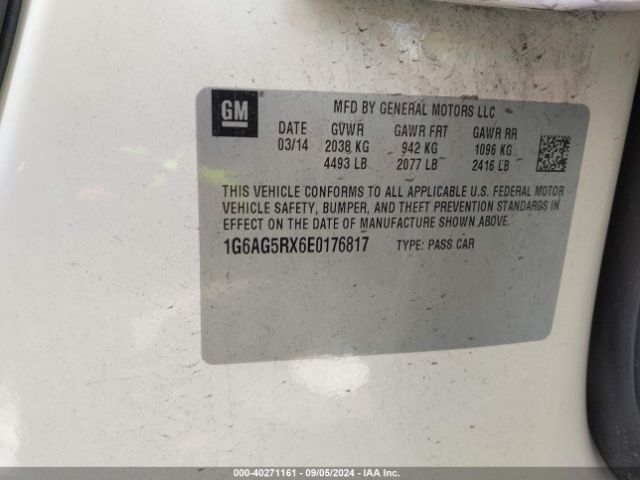 GM
MFD BY GENERAL MOTORS LLC
DATE GVWR GAWR FRT GAWR RR
03/14 2038 KG 942 KG 1096 KG
4493 LB 2077 LB 2416 LB
THIS VEHICLE CONFORMS TO ALL APPLICABLE U.S. FEDERAL MOTOR
VEHICLE SAFETY, BUMPER, AND THEFT PREVENTION STANDARDS IN
EFFECT ON THE DATE OF MANUFACTURE SHOWN ABOVE.
1G6AG5RX6E0176817 TYPE: PASS CAR
000-40271161 - 09/05/2024 - IAA Inc.